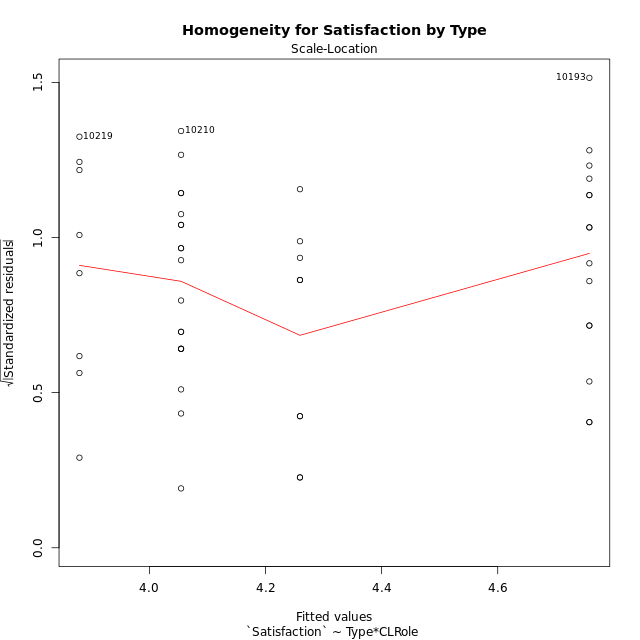 Homogeneity for Satisfaction by Type
Scale-Location
√|Standardized residuals|
1.5
1.0
0.5
0.0
10219
10210
10193
4.0 4.2 4.4 4.6
Fitted values
`Satisfaction` ~ Type*CLRole